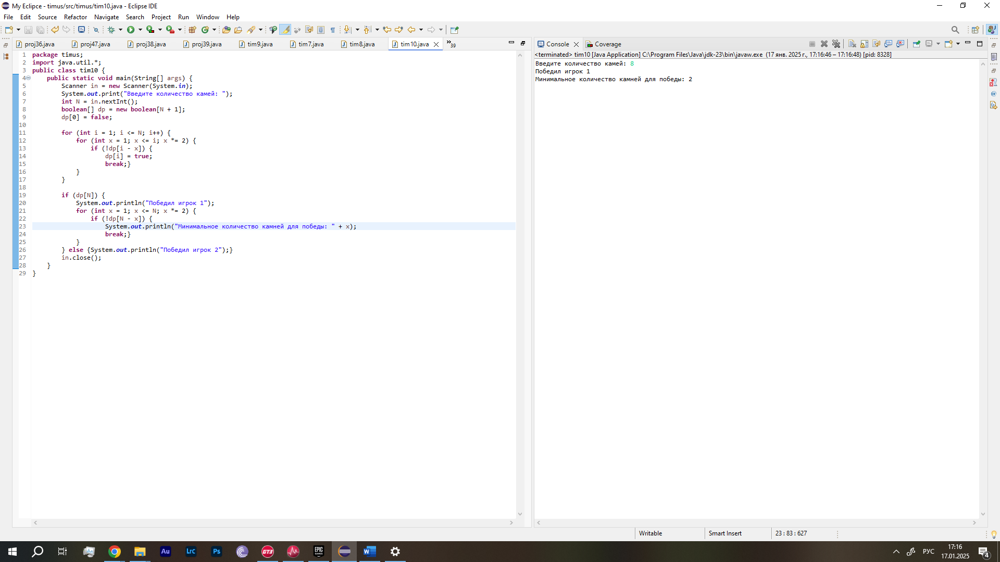 My Eclipce - timus/src/timus/tim10.java - Eclipse IDE
File Edit Source Refactor Navigate Search Project Run Window Help
proj36.java proj47.java proj38.java proj39.java tim9.java tim7.java tim8.java tim10.java »39
1 package timus;
2 import java.util.*;
3 public class tim10 {
4 public static void main(String[] args) {
5 Scanner in = new Scanner(System.in);
6 System.out.print("Введите количество камей: ");
7 int N = in.nextInt();
8 boolean[] dp = new boolean[N + 1];
9 dp[0] = false;
10
11 for (int i = 1; i <= N; i++) {
12 for (int x = 1; x <= i; x *= 2) {
13 if (!dp[i - x]) {
14 dp[i] = true;
15 break;}
16 }
17 }
18
19 if (dp[N]) {
20 System.out.println("Победил игрок 1");
21 for (int x = 1; x <= N; x *= 2) {
22 if (!dp[N - x]) {
23 System.out.println("Минимальное количество камней для победы: " + x);
24 break;}
25 }
26 } else {System.out.println("Победил игрок 2");}
27 in.close();
28 }
29 }
Console Coverage
<terminated> tim10 [Java Application] C:\Program Files\Java\jdk-23\bin\javaw.exe (17 янв. 2025 г., 17:16:46 – 17:16:48) [pid: 8328]
Введите количество камей: 8
Победил игрок 1
Минимальное количество камней для победы: 2
Writable Smart Insert 23 : 83 : 627
Au Lrc Ps GT3 EPIC GAMES W
РУС 17:16 4
17.01.2025